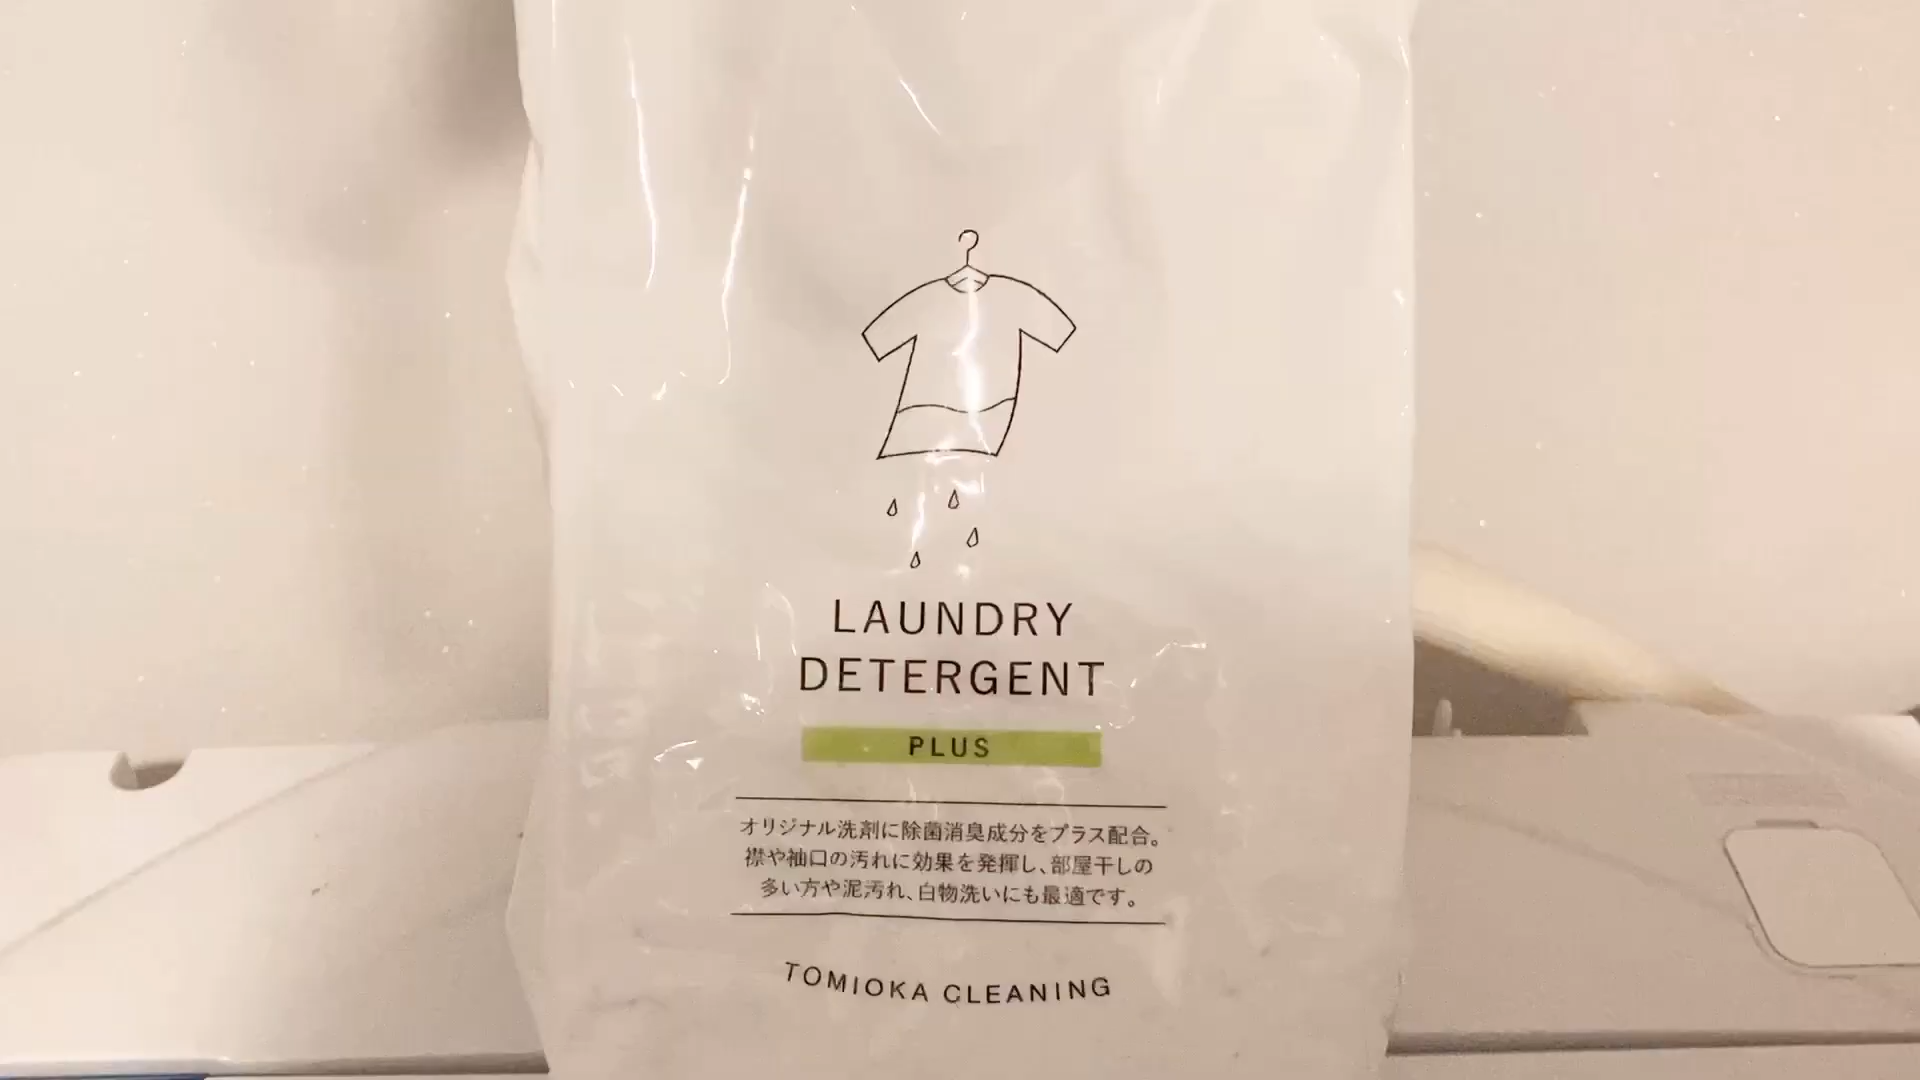 LAUNDRY
DETERGENT
PLUS
オリジナル洗剤に除菌消臭成分をプラス配合。
襟や袖口の汚れに効果を発揮し、部屋干しの
多い方や泥汚れ、白物洗いにも最適です。
TOMIOKA CLEANING